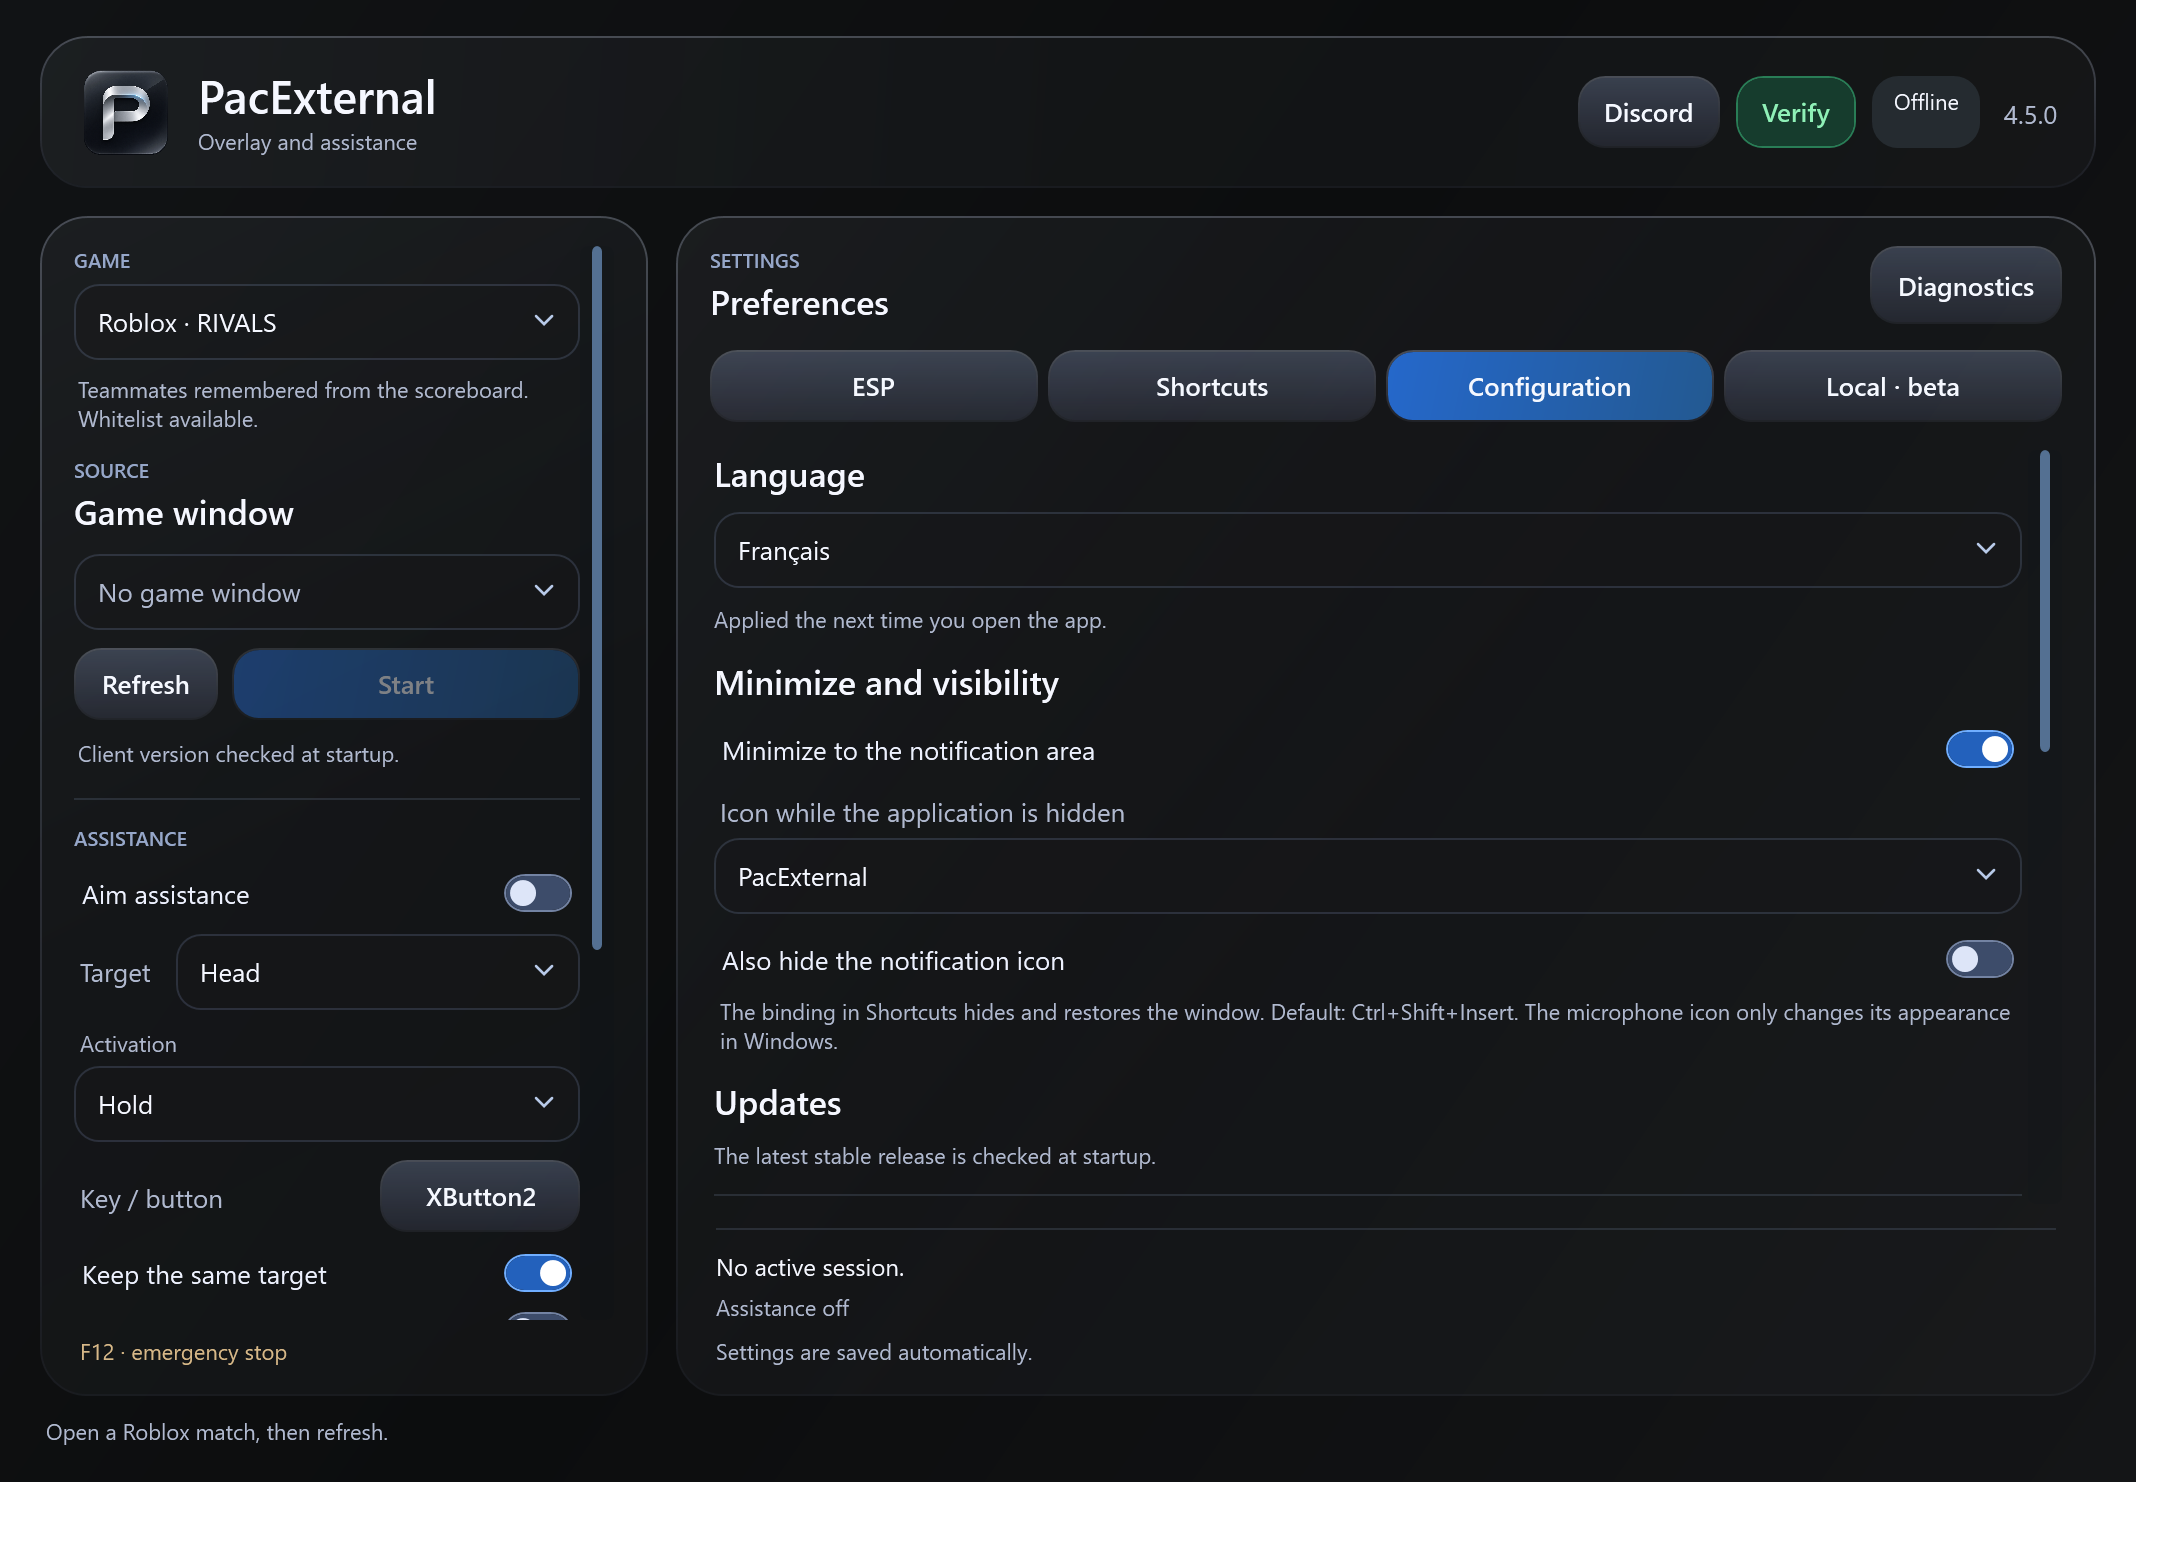 PacExternal
Overlay and assistance
Discord
Verify
Offline
4.5.0
GAME
Roblox · RIVALS
Teammates remembered from the scoreboard.
Whitelist available.
SOURCE
Game window
No game window
Refresh
Start
Client version checked at startup.
ASSISTANCE
Aim assistance
Target
Head
Activation
Hold
Key / button
XButton2
Keep the same target
F12 · emergency stop
SETTINGS
Preferences
Diagnostics
ESP
Shortcuts
Configuration
Local · beta
Language
Français
Applied the next time you open the app.
Minimize and visibility
Minimize to the notification area
Icon while the application is hidden
PacExternal
Also hide the notification icon
The binding in Shortcuts hides and restores the window. Default: Ctrl+Shift+Insert. The microphone icon only changes its appearance
in Windows.
Updates
The latest stable release is checked at startup.
No active session.
Assistance off
Settings are saved automatically.
Open a Roblox match, then refresh.